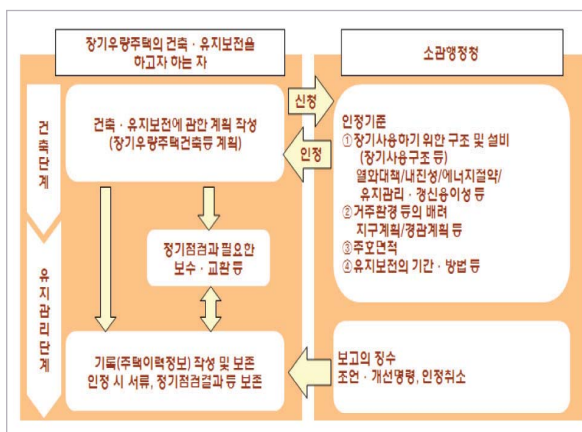 장기우량주택의 건축·유지보전을
하고자 하는 자
소관행정청
건축단계
유지관리단계
건축·유지보전에 관한 계획 작성
(장기우량주택건축등 계획)
신청
인정
인정기준
①장기사용하기 위한 구조 및 설비
(장기사용구조 등)
열화대책/내진성/에너지절약/
유지관리·갱신용이성 등
②거주환경 등의 배려
지구계획/경관계획 등
③주호면적
④유지보전의 기간·방법 등
정기점검과 필요한
보수·교환 등
기록(주택이력정보) 작성 및 보존
인정 시 서류, 정기점검결과 등 보존
보고의 징수
조언·개선명령, 인정취소